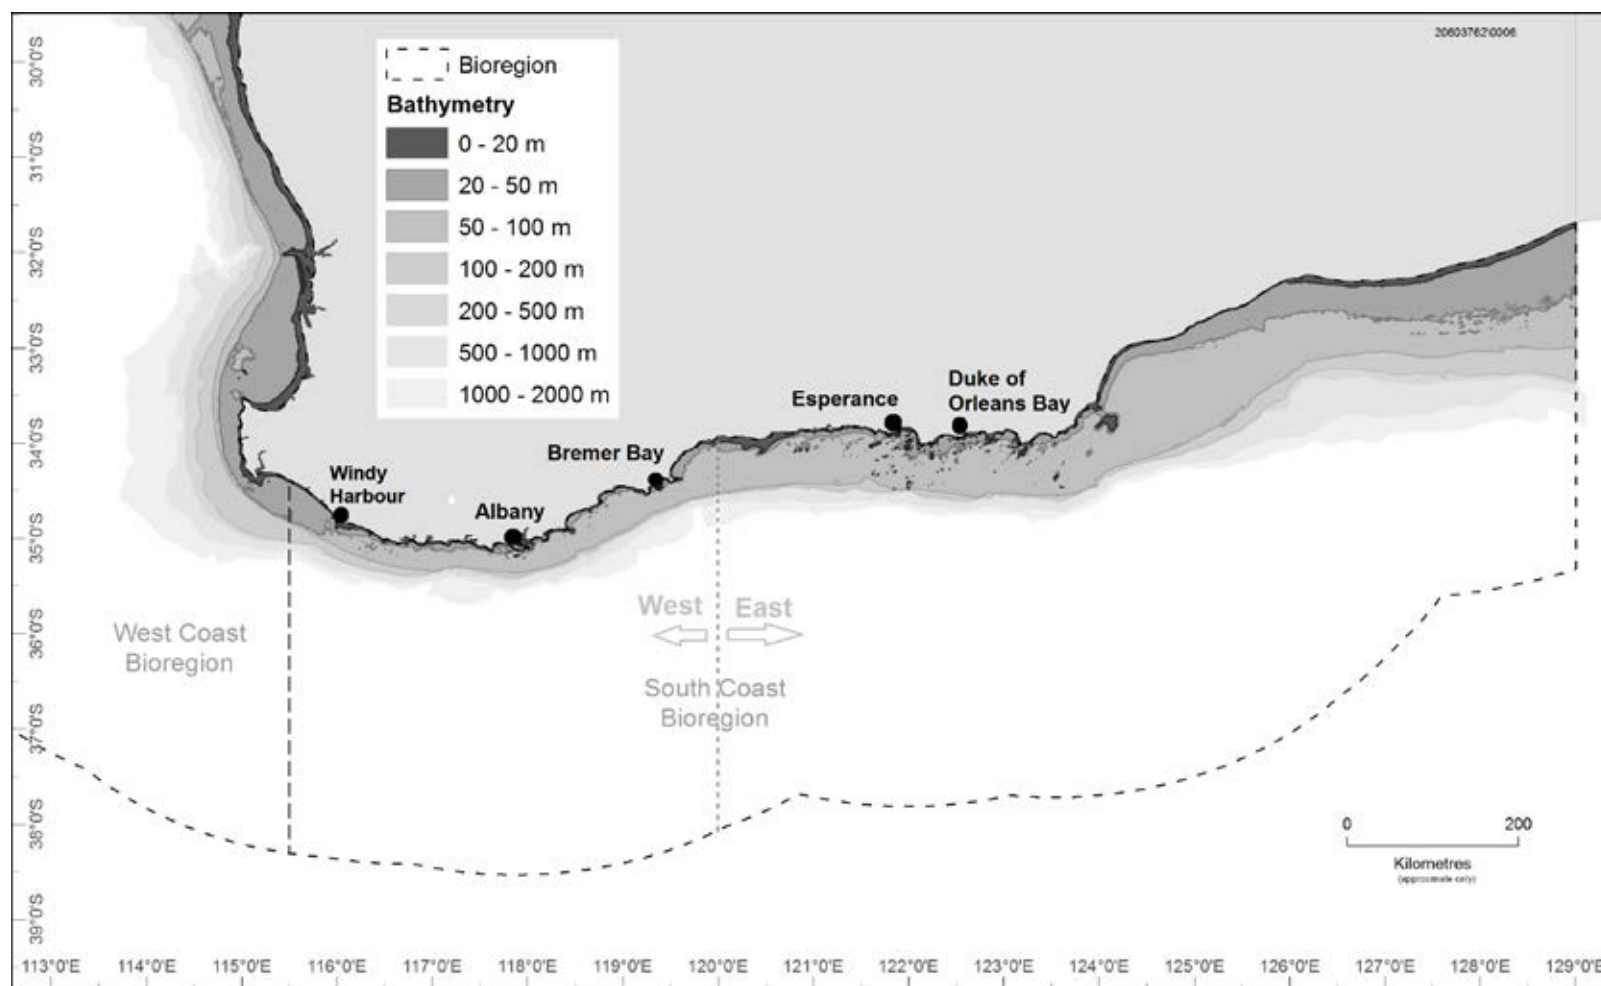 20603762\0006
Bioregion
Bathymetry
0 - 20 m
20 - 50 m
50 - 100 m
100 - 200 m
200 - 500 m
500 - 1000 m
1000 - 2000 m
30°0'S
31°0'S
32°0'S
33°0'S
34°0'S
35°0'S
36°0'S
37°0'S
38°0'S
39°0'S
Esperance
Duke of
Orleans Bay
Bremer Bay
Windy
Harbour
Albany
West East
West Coast
Bioregion
South Coast
Bioregion
0 200
Kilometres
(approximate only)
113°0'E 114°0'E 115°0'E 116°0'E 117°0'E 118°0'E 119°0'E 120°0'E 121°0'E 122°0'E 123°0'E 124°0'E 125°0'E 126°0'E 127°0'E 128°0'E 129°0'E